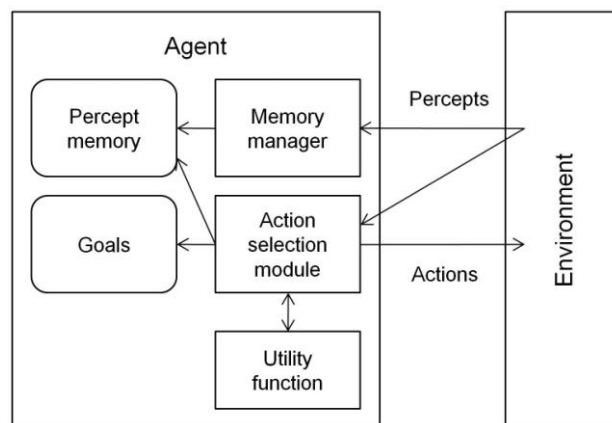 Agent
Percept
memory
Memory
manager
Percepts
Goals
Action
selection
module
Actions
Utility
function
Environment